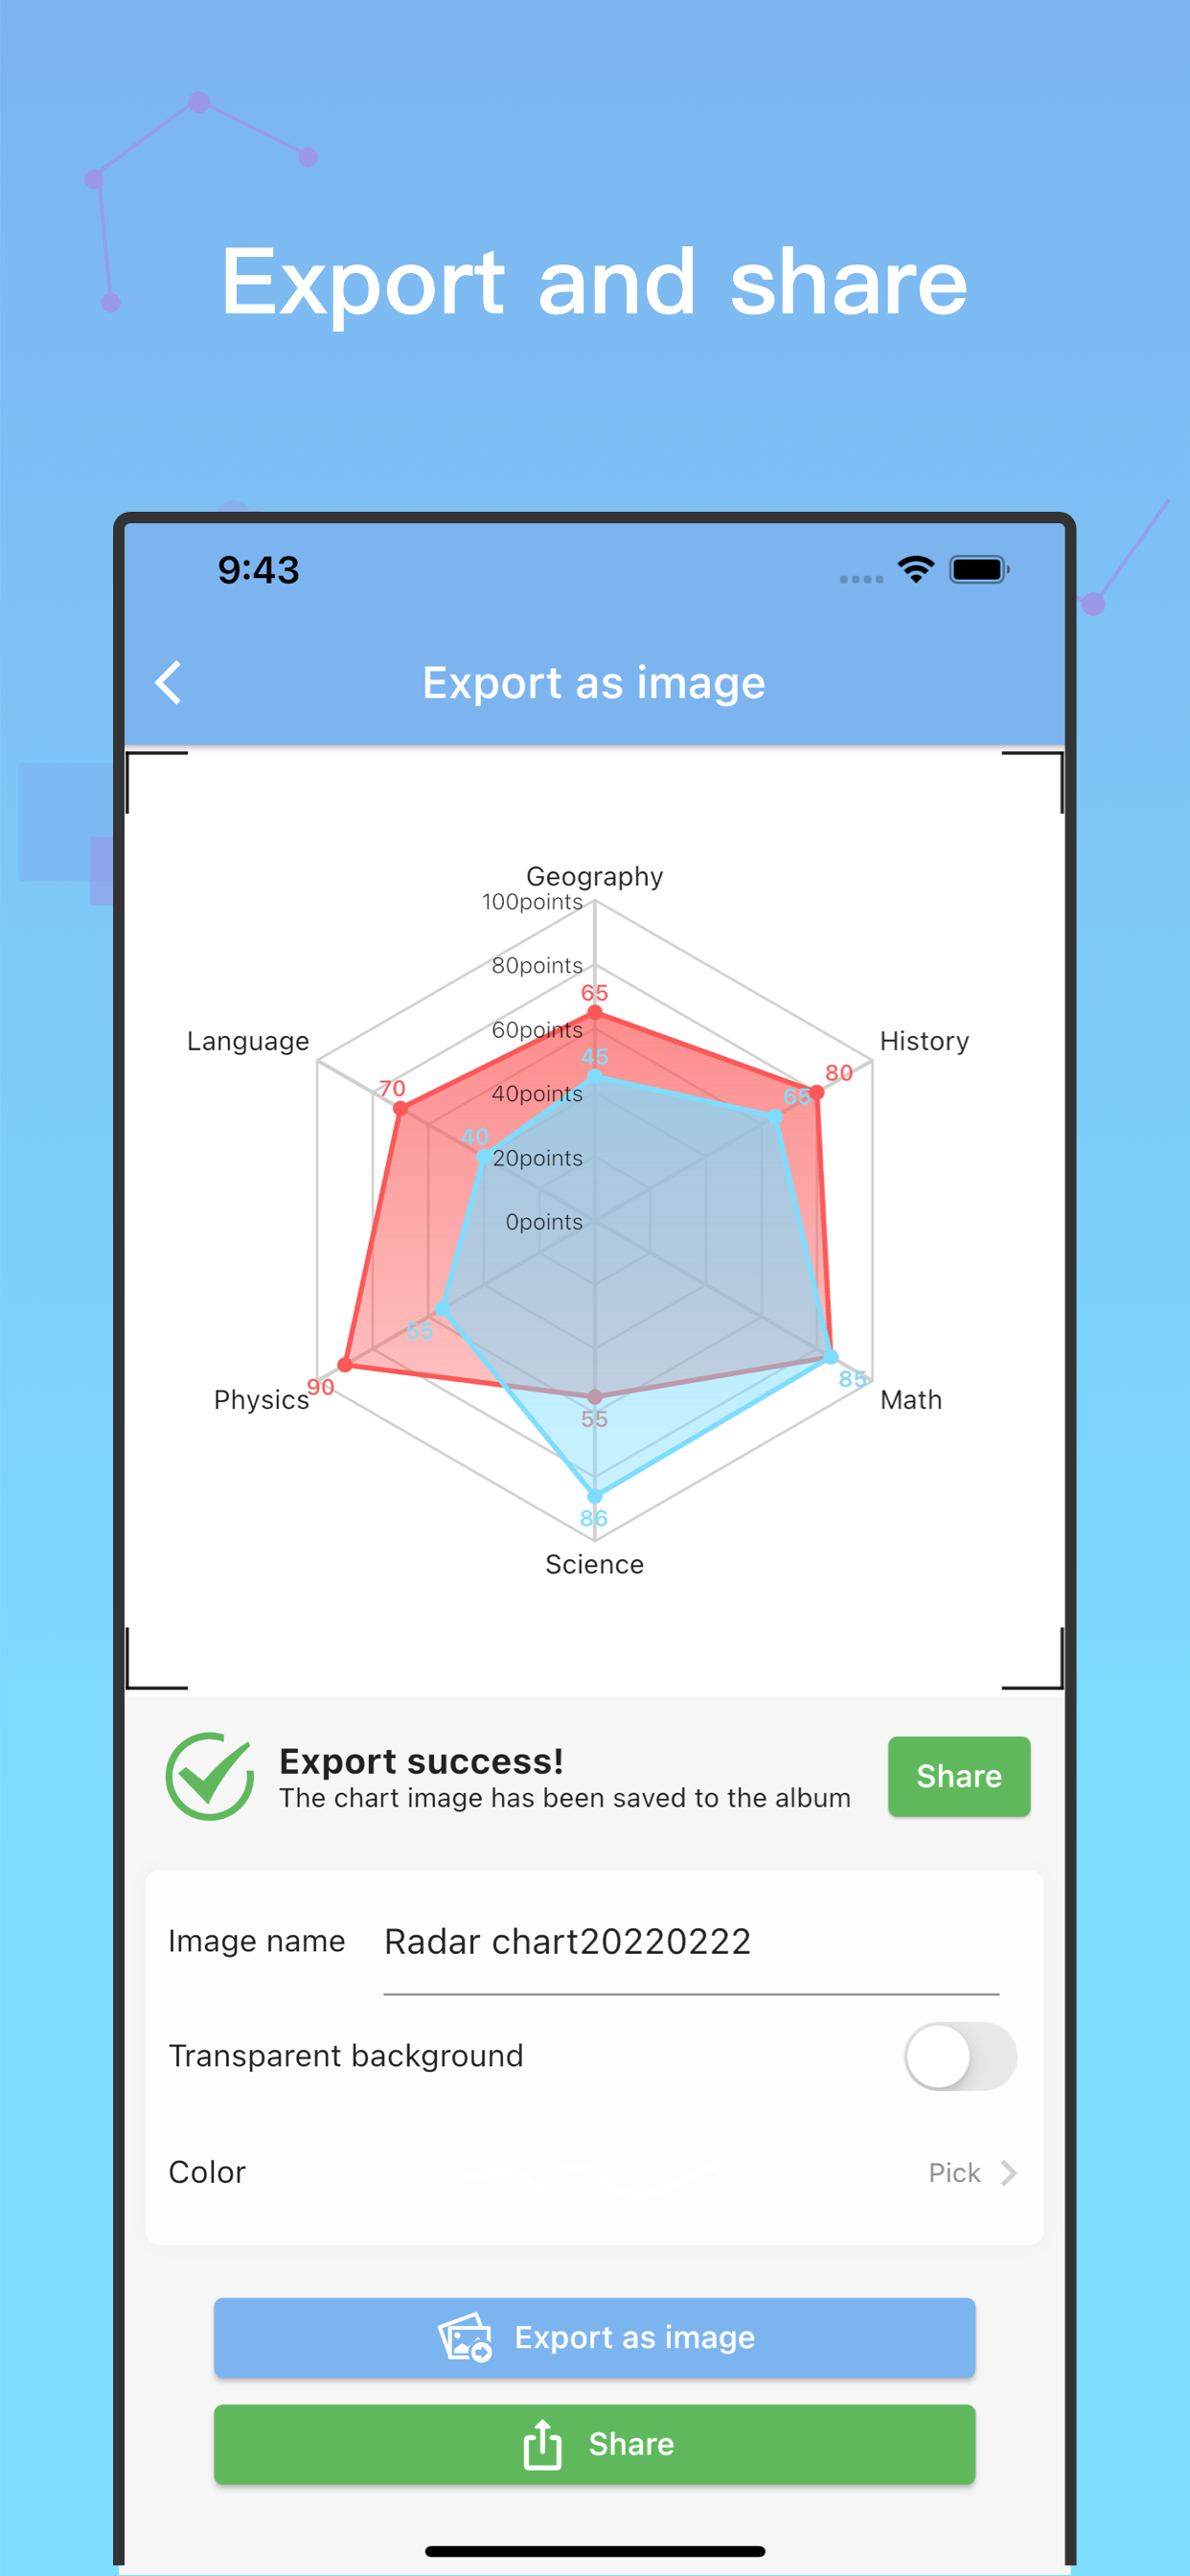 Export and share
9:43
Export as image
Geography
100points
80points
65
60points
Language
History
45
80
70
65
40points
40
20points
0points
55
90
85
Physics
Math
55
86
Science
Export success!
The chart image has been saved to the album
Share
Image name Radar chart20220222
Transparent background
Color Pick
Export as image
Share